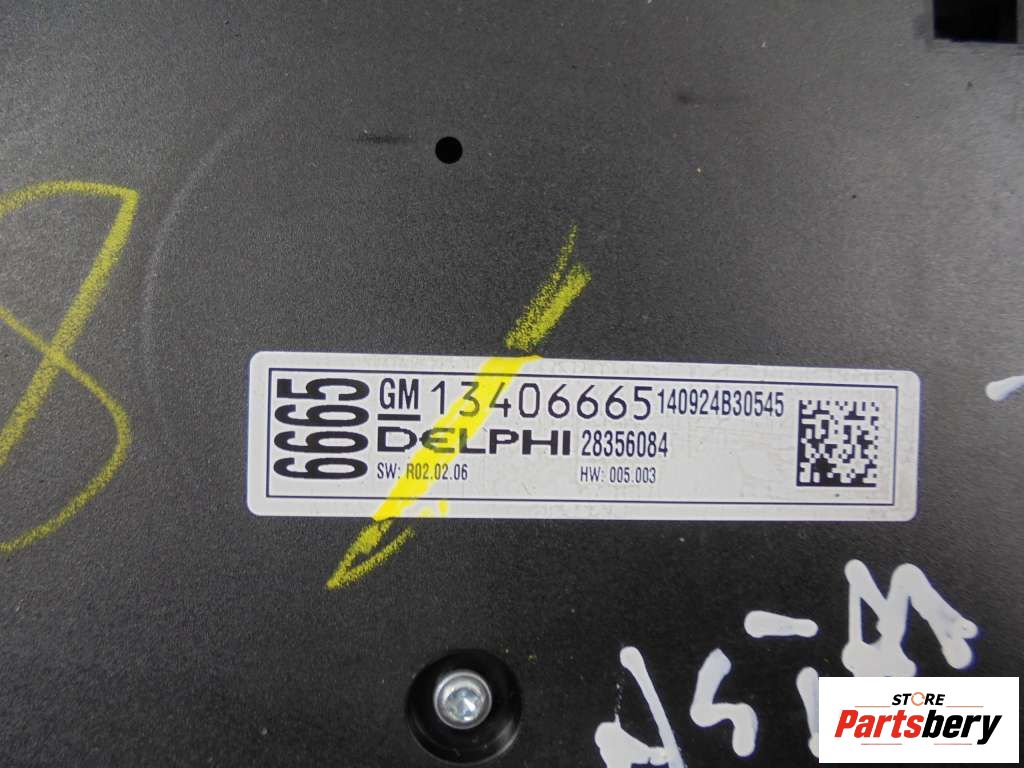 6665
GM 13406665 140924B30545
DELPHI 28356084
SW: R02.02.06 HW: 005.003
STORE
Partsbery